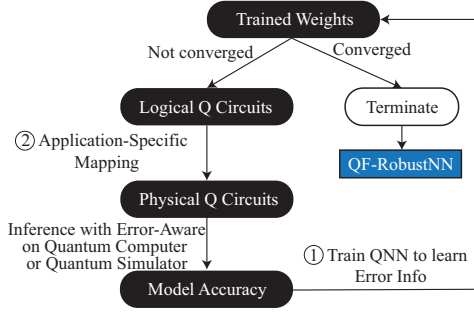 Trained Weights
Not converged
Converged
Logical Q Circuits
Terminate
② Application-Specific
Mapping
QF-RobustNN
Physical Q Circuits
Inference with Error-Aware
on Quantum Computer
or Quantum Simulator
① Train QNN to learn
Error Info
Model Accuracy